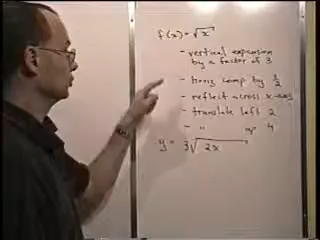 f(x) = √x
- vertical expansion
by a factor of 3
- horiz comp by 1/2
- reflect across x-axis
- translate left 2
- " up 4
y = 3√2x